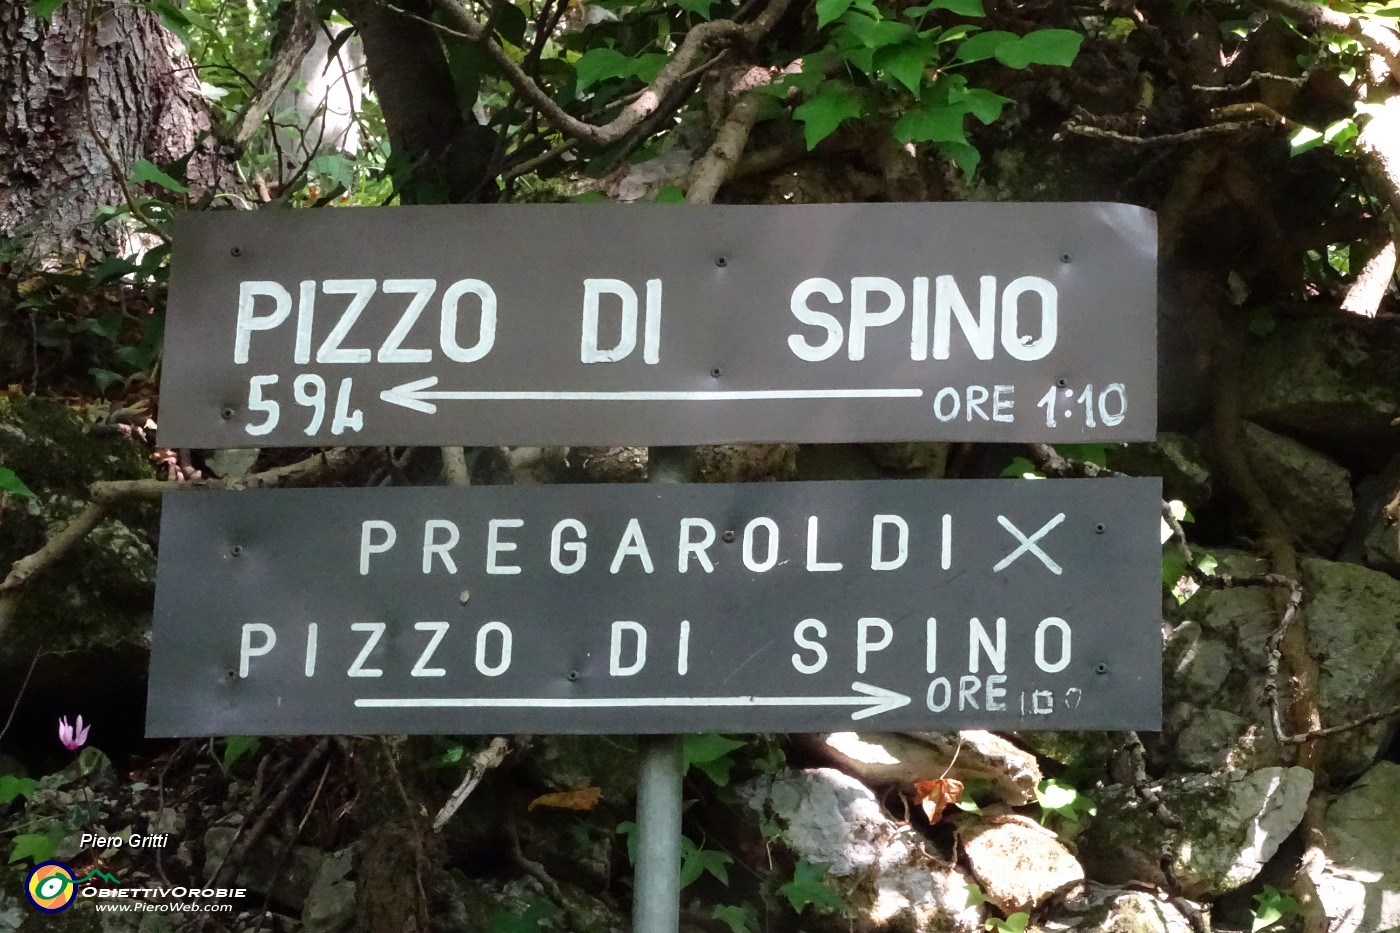 PIZZO DI SPINO
594 ORE 1:10
PREGAROLDI X
PIZZO DI SPINO
ORE
Piero Gritti
OBIETTIVOROBIE
www.PieroWeb.com